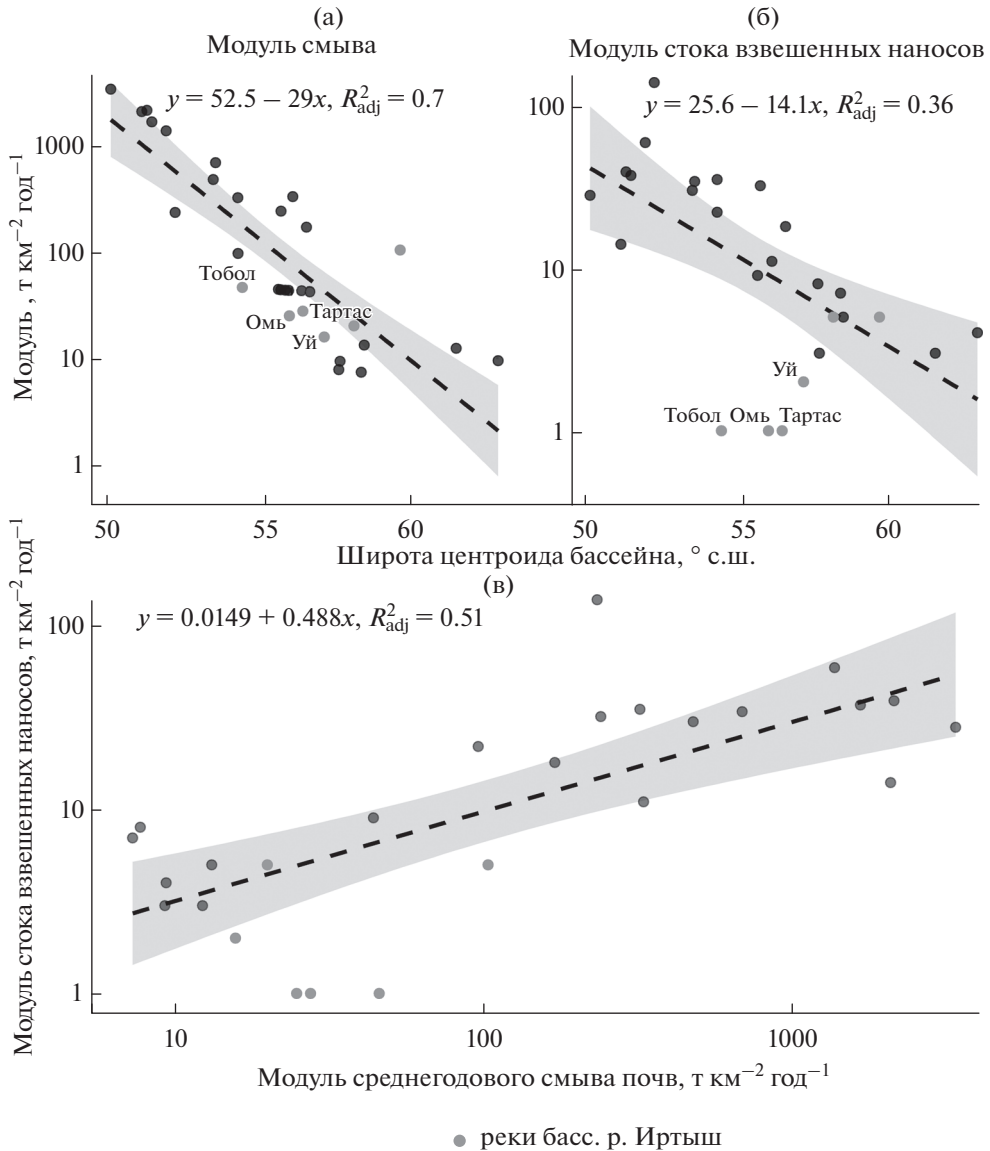 (а)
Модуль смыва
y = 52.5 – 29x, R²adj = 0.7
Модуль , т км⁻² год⁻¹
1000
100
10
1
Тобол
Омь
Тартас
Уй
50
55
60
(б)
Модуль стока взвешенных наносов
y = 25.6 – 14.1x, R²adj = 0.36
100
10
1
Уй
Тобол Омь Тартас
50
55
60
Широта центроида бассейна, ° с.ш.
(в)
y = 0.0149 + 0.488x, R²adj = 0.51
Модуль стока взвешенных наносов, т км⁻² год⁻¹
100
10
1
10
100
1000
Модуль среднегодового смыва почв, т км⁻² год⁻¹
реки басс. р. Иртыш